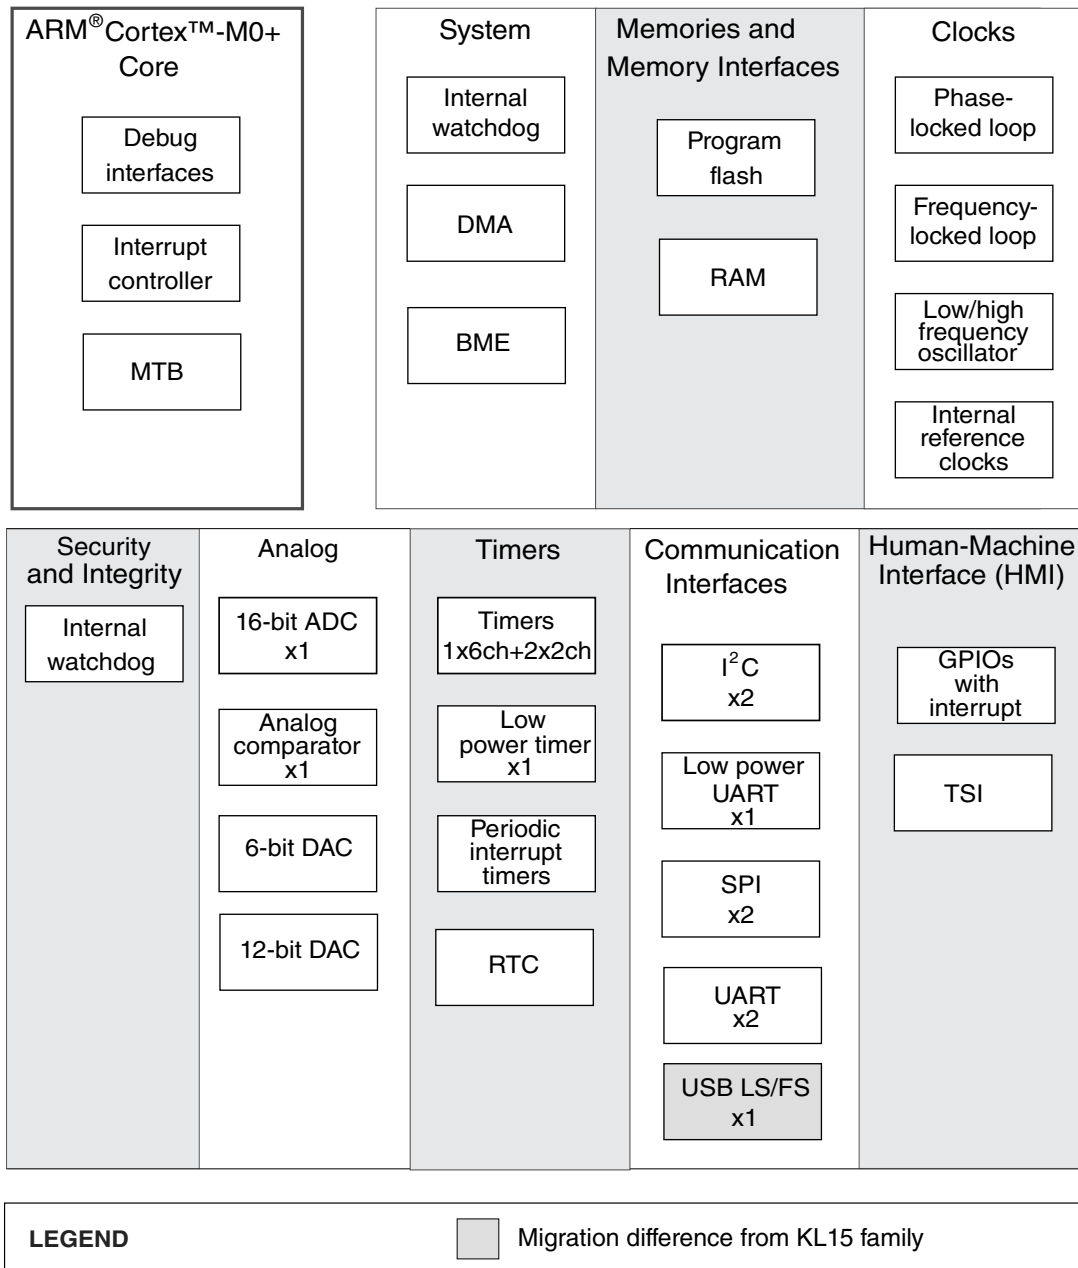 ARM®Cortex™-M0+
Core
Debug
interfaces
Interrupt
controller
MTB
System
Internal
watchdog
DMA
BME
Memories and
Memory Interfaces
Program
flash
RAM
Clocks
Phase-
locked loop
Frequency-
locked loop
Low/high
frequency
oscillator
Internal
reference
clocks
Security
and Integrity
Internal
watchdog
Analog
16-bit ADC
x1
Analog
comparator
x1
6-bit DAC
12-bit DAC
Timers
Timers
1x6ch+2x2ch
Low
power timer
x1
Periodic
interrupt
timers
RTC
Communication
Interfaces
I²C
x2
Low power
UART
x1
SPI
x2
UART
x2
USB LS/FS
x1
Human-Machine
Interface (HMI)
GPIOs
with
interrupt
TSI
LEGEND
Migration difference from KL15 family